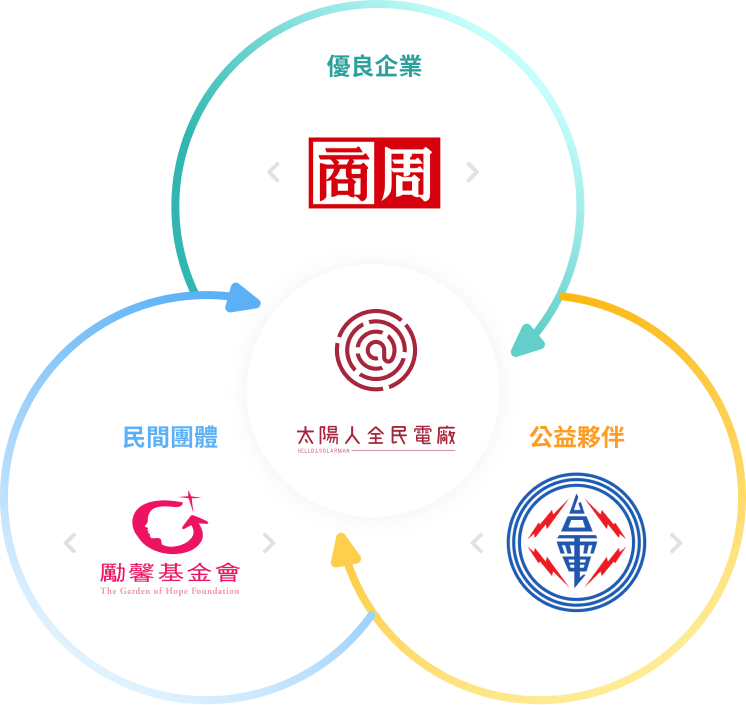 優良企業
商周
太陽人全民電廠
HELLO,SOLARMAN
民間團體
公益夥伴
台電
勵馨基金會
The Garden of Hope Foundation